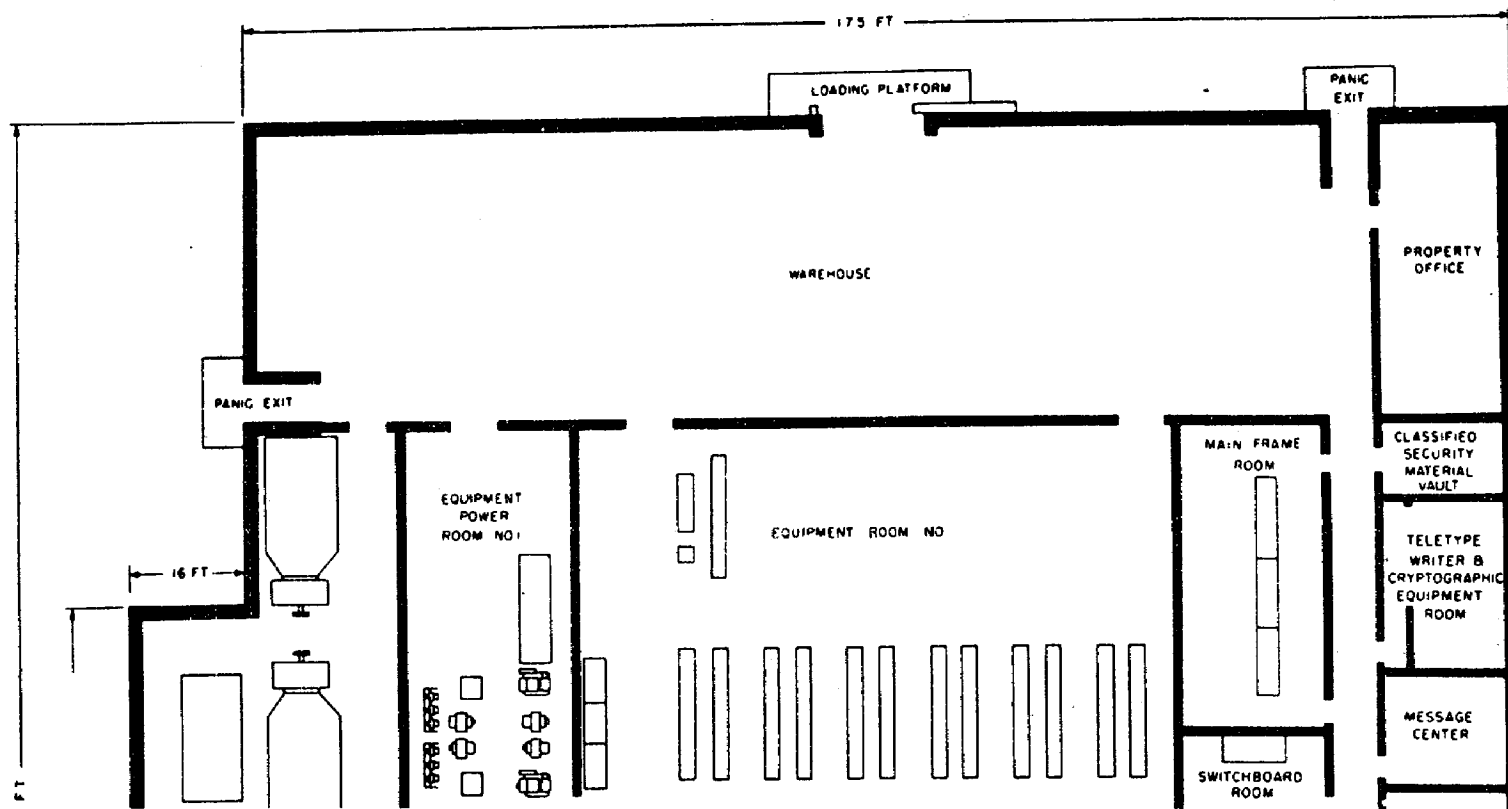 175 FT
LOADING PLATFORM
PANIC
EXIT
WAREHOUSE
PROPERTY
OFFICE
PANIC EXIT
CLASSIFIED
SECURITY
MATERIAL
VAULT
MAIN FRAME
ROOM
EQUIPMENT
POWER
ROOM NO1
EQUIPMENT ROOM NO
TELETYPE
WRITER &
CRYPTOGRAPHIC
EQUIPMENT
ROOM
16 FT
MESSAGE
CENTER
SWITCHBOARD
ROOM
FT